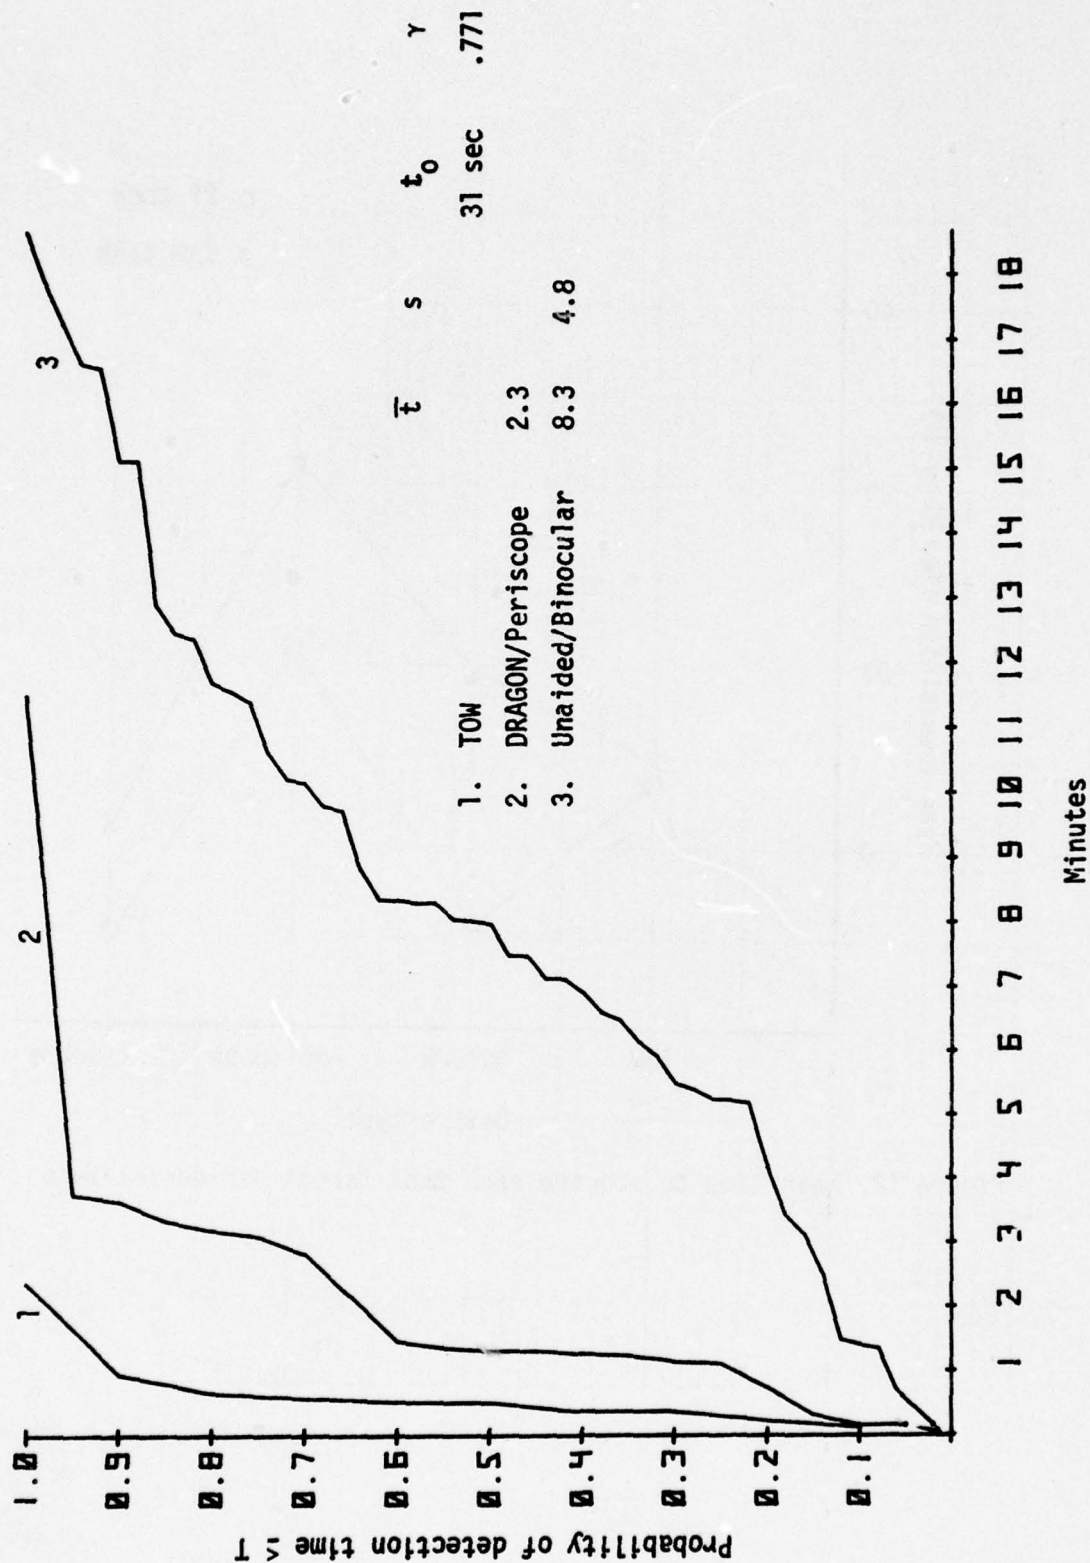 Probability of detection time ≤ T
1.0
0.9
0.8
0.7
0.6
0.5
0.4
0.3
0.2
0.1
1
2
3
t̄ s t₀ γ
1. TOW 31 sec .771
2. DRAGON/Periscope 2.3
3. Unaided/Binocular 8.3 4.8
1 2 3 4 5 6 7 8 9 10 11 12 13 14 15 16 17 18
Minutes